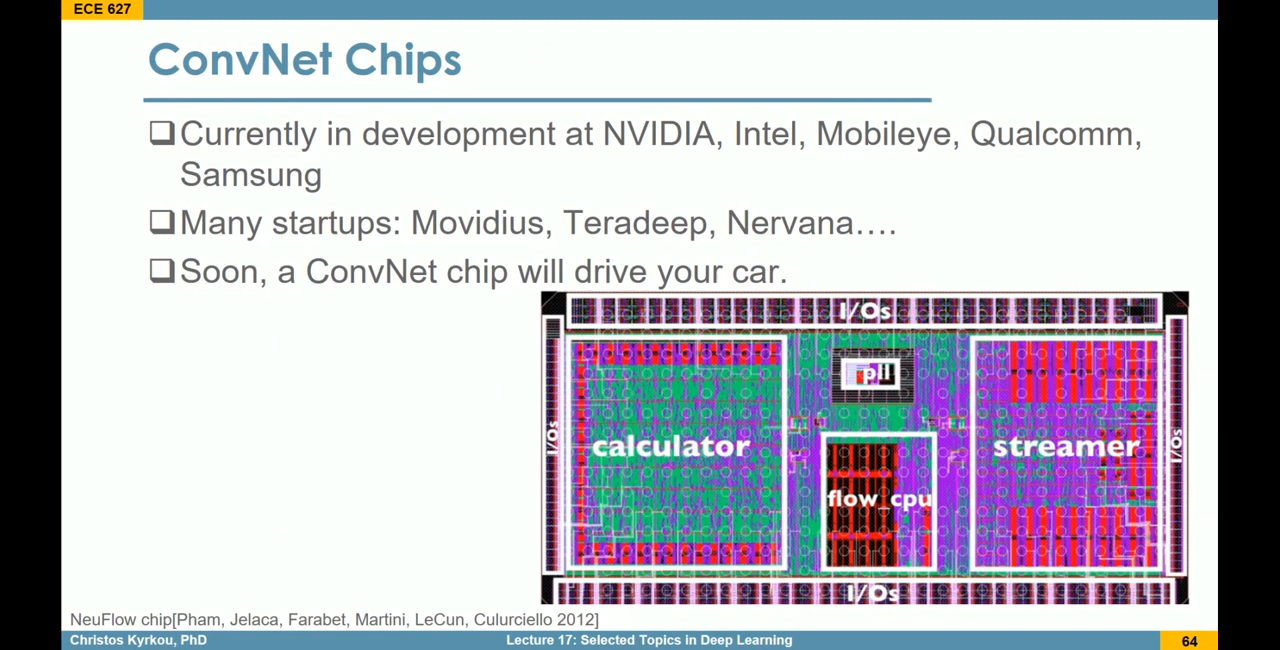 ECE 627
ConvNet Chips
❑Currently in development at NVIDIA, Intel, Mobileye, Qualcomm,
Samsung
❑Many startups: Movidius, Teradeep, Nervana….
❑Soon, a ConvNet chip will drive your car.
I/Os
pll
I/Os
calculator
streamer
I/Os
flow_cpu
I/Os
NeuFlow chip[Pham, Jelaca, Farabet, Martini, LeCun, Culurciello 2012]
Christos Kyrkou, PhD
Lecture 17: Selected Topics in Deep Learning
64